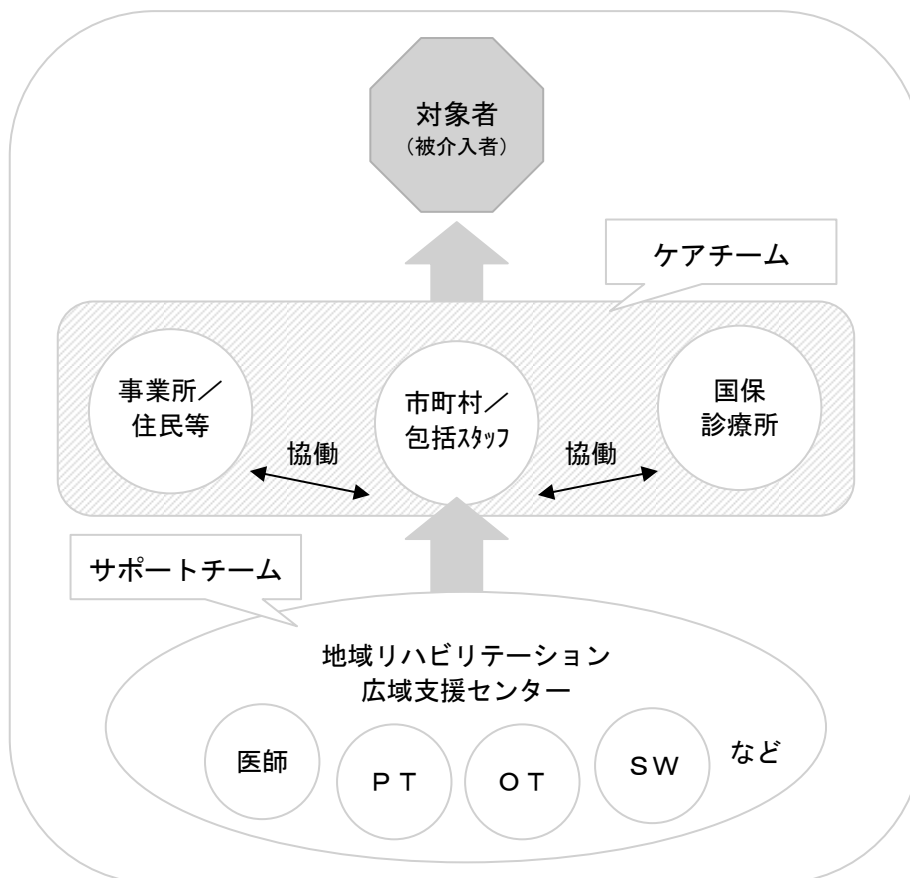 対象者
（被介入者）
ケアチーム
事業所／
住民等
市町村／
包括ｽﾀｯﾌ
国保
診療所
協働
協働
サポートチーム
地域リハビリテーション
広域支援センター
医師
ＰＴ
ＯＴ
ＳＷ
など